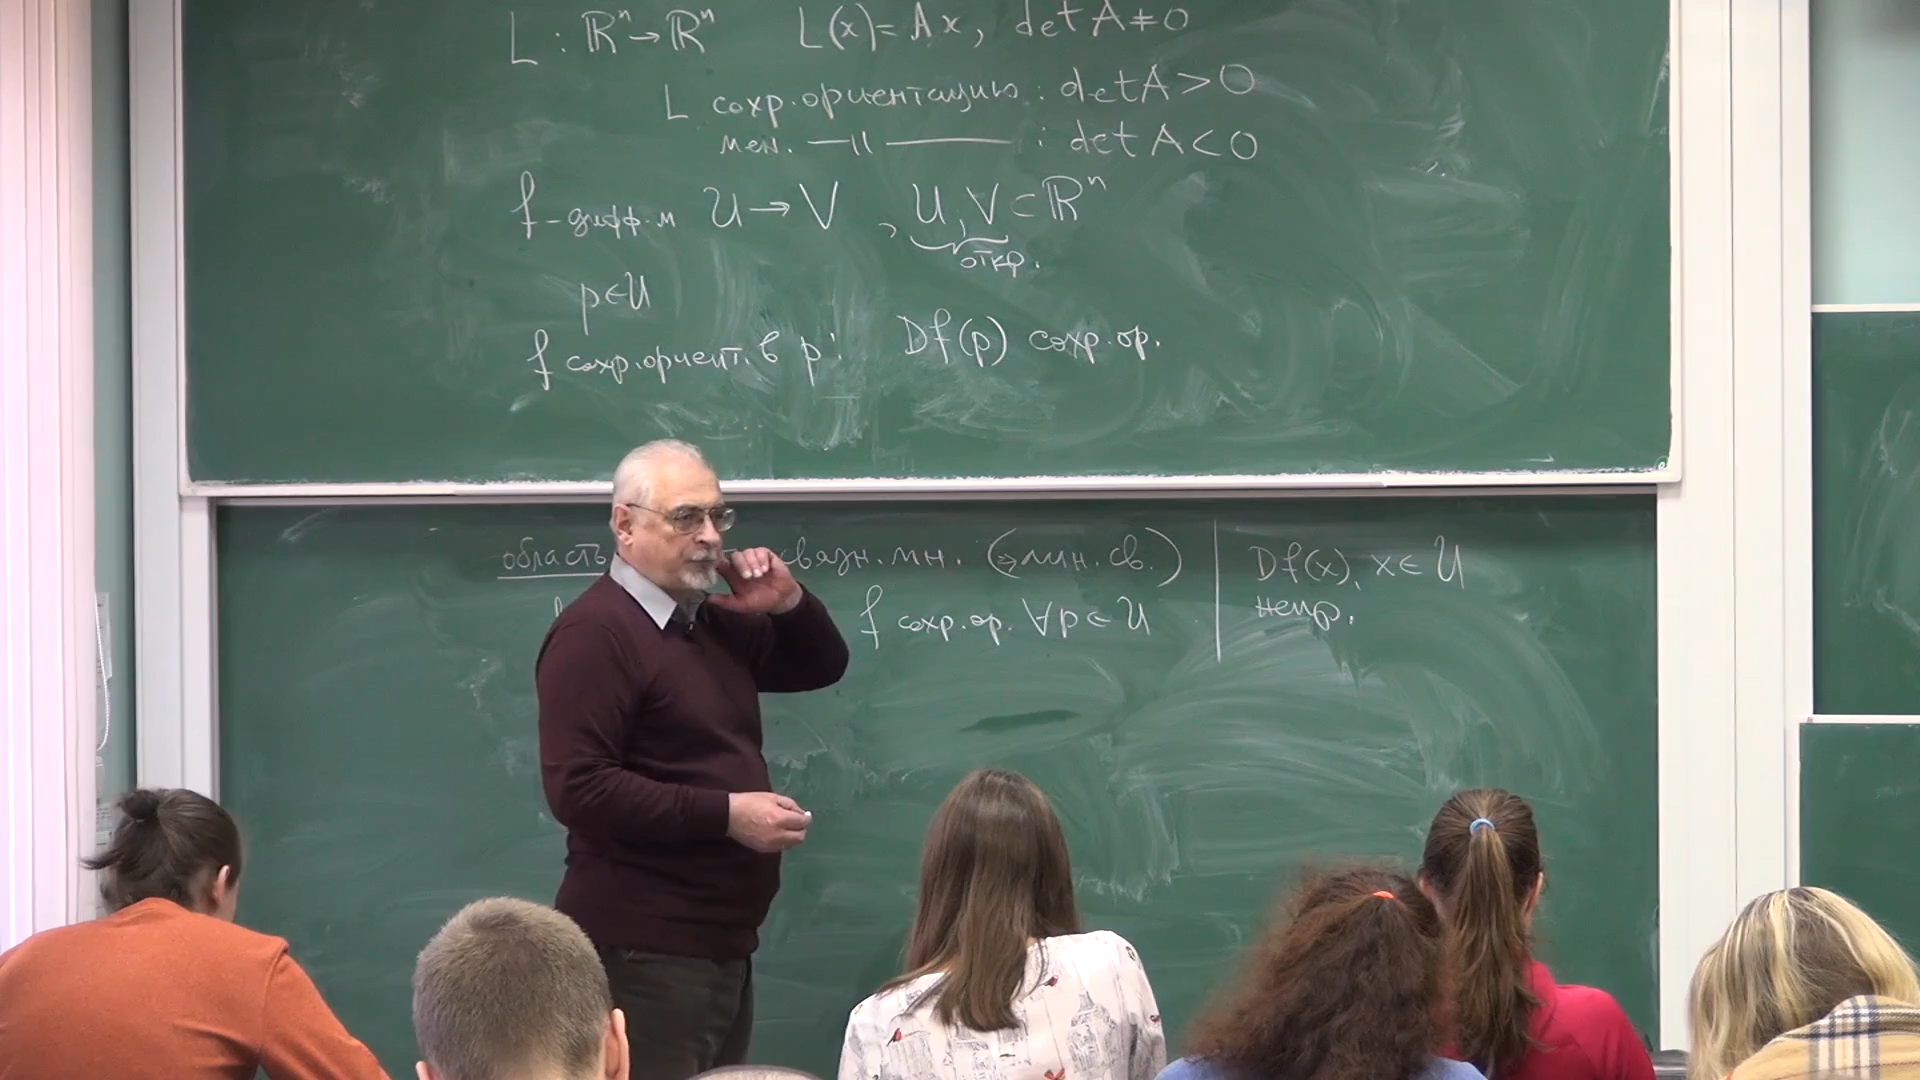 L : ℝⁿ → ℝⁿ L(x) = Ax, det A ≠ 0
L сохр. ориентацию : det A > 0
мен. —||— : det A < 0
f - дифф-м U → V , U, V ⊂ ℝⁿ
откр.
p ∈ U
f сохр. ориент. в p : Df(p) сохр. ор.
область связн. мн. (⇒ лин. св.)
f сохр. ор. ∀p ∈ U
Df(x), x ∈ U
непр.